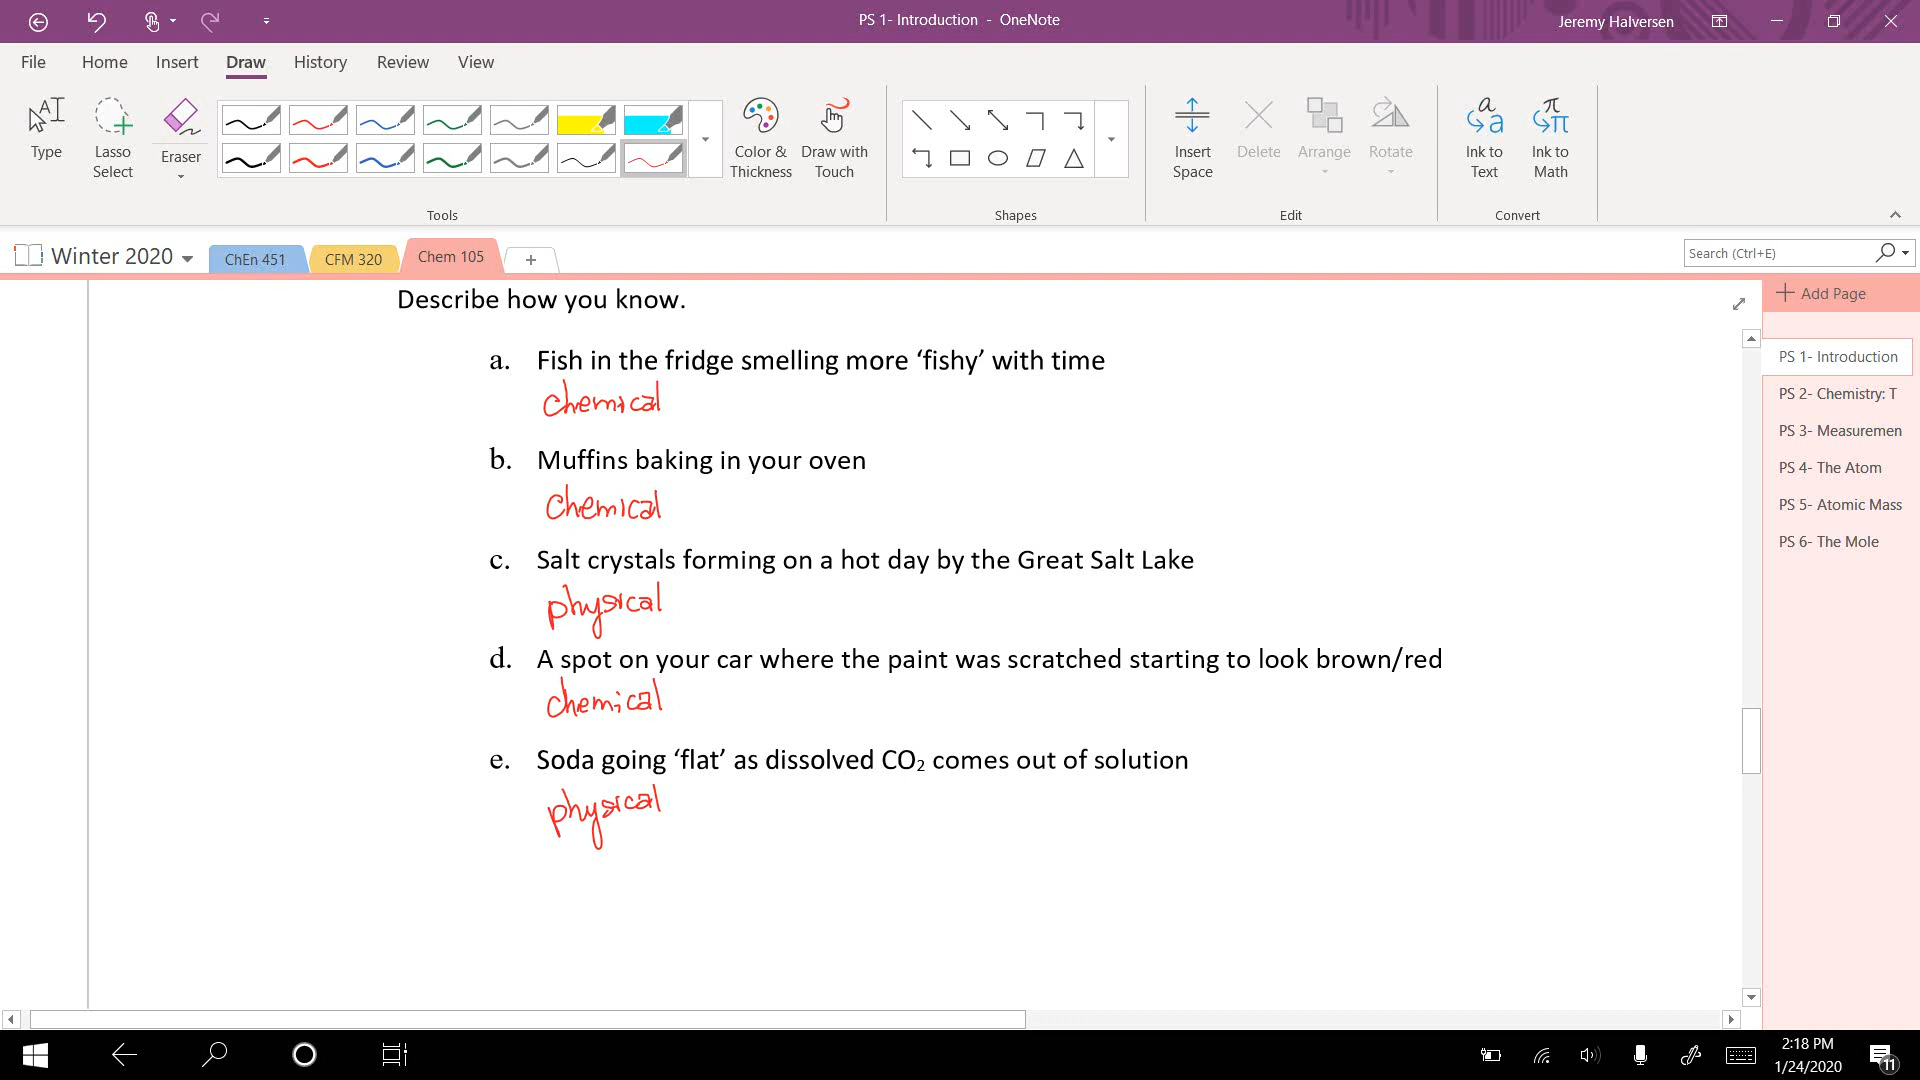 PS 1- Introduction - OneNote
Jeremy Halversen
File Home Insert Draw History Review View
Type
Lasso Select
Eraser
Color & Thickness
Draw with Touch
Insert Space
Delete
Arrange
Rotate
Ink to Text
Ink to Math
Tools
Shapes
Edit
Convert
Winter 2020
ChEn 451
CFM 320
Chem 105
+
Search (Ctrl+E)
Add Page
PS 1- Introduction
PS 2- Chemistry: T
PS 3- Measuremen
PS 4- The Atom
PS 5- Atomic Mass
PS 6- The Mole
Describe how you know.
a. Fish in the fridge smelling more ‘fishy’ with time
chemical
b. Muffins baking in your oven
chemical
c. Salt crystals forming on a hot day by the Great Salt Lake
physical
d. A spot on your car where the paint was scratched starting to look brown/red
chemical
e. Soda going ‘flat’ as dissolved CO₂ comes out of solution
physical
2:18 PM
1/24/2020
11